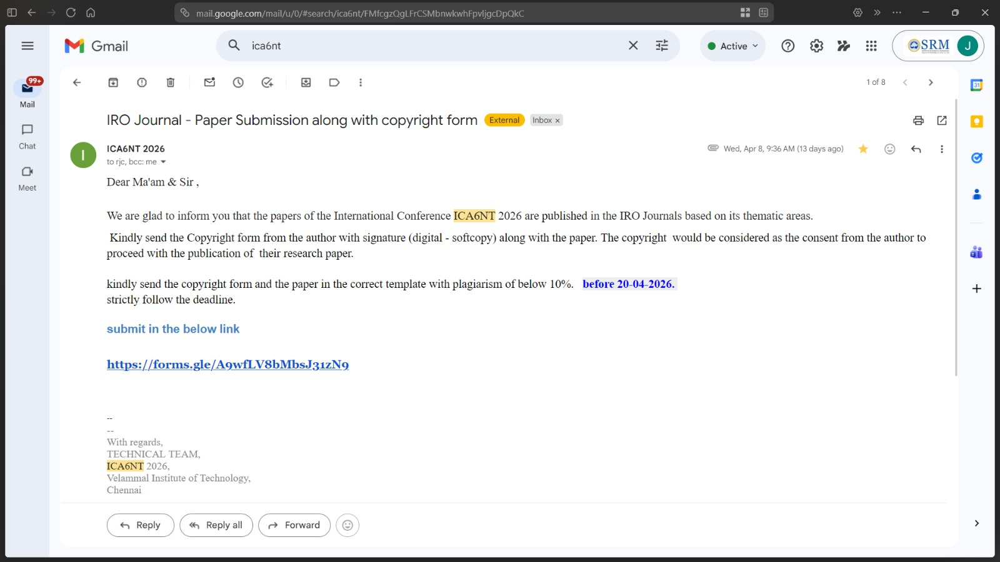 mail.google.com/mail/u/0/#search/ica6nt/FMfcgzQgLFrCSMbnwkwhFpvljgcDpQkC
Gmail
ica6nt
Active
SRM
J
99+
Mail
Chat
Meet
1 of 8
31
IRO Journal - Paper Submission along with copyright form External Inbox ×
I
ICA6NT 2026
Wed, Apr 8, 9:36 AM (13 days ago)
to rjc, bcc: me
Dear Ma'am & Sir ,
We are glad to inform you that the papers of the International Conference ICA6NT 2026 are published in the IRO Journals based on its thematic areas.
Kindly send the Copyright form from the author with signature (digital - softcopy) along with the paper. The copyright would be considered as the consent from the author to
proceed with the publication of their research paper.
kindly send the copyright form and the paper in the correct template with plagiarism of below 10%. before 20-04-2026.
strictly follow the deadline.
submit in the below link
https://forms.gle/A9wfLV8bMbsJ31zN9
--
--
With regards,
TECHNICAL TEAM,
ICA6NT 2026,
Velammal Institute of Technology,
Chennai
Reply
Reply all
Forward